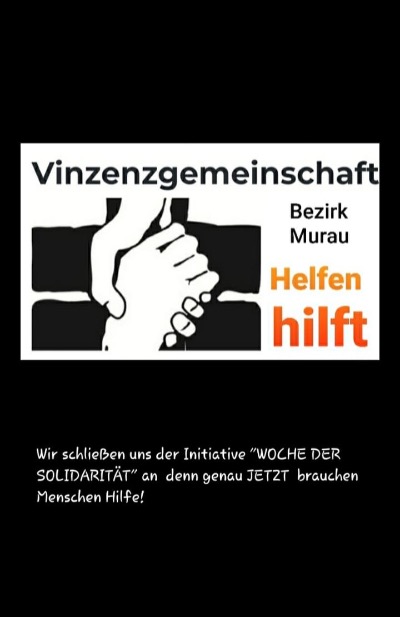 Vinzenzgemeinschaft
Bezirk
Murau
Helfen
hilft
Wir schließen uns der Initiative "WOCHE DER
SOLIDARITÄT" an denn genau JETZT brauchen
Menschen Hilfe!